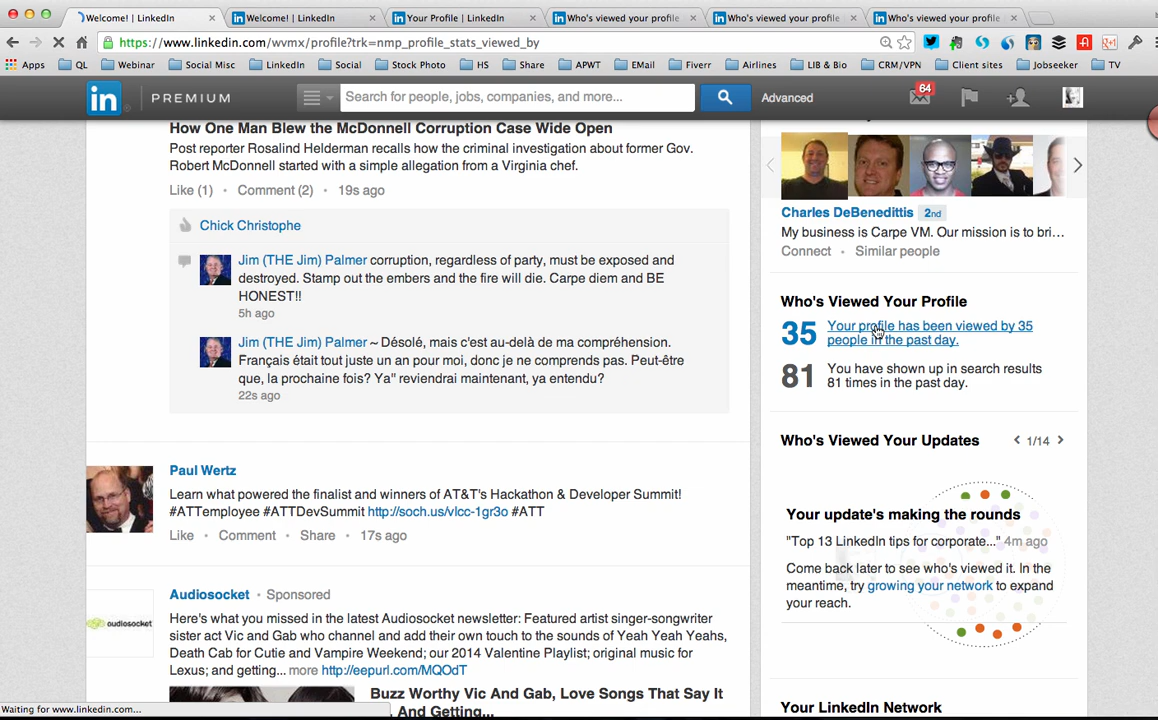 Welcome! | LinkedIn
Welcome! | LinkedIn
Your Profile | LinkedIn
Who's viewed your profile
Who's viewed your profile
Who's viewed your profile
https://www.linkedin.com/wvmx/profile?trk=nmp_profile_stats_viewed_by
Apps QL Webinar Social Misc LinkedIn Social Stock Photo HS Share APWT EMail Fiverr Airlines LIB & Bio CRM/VPN Client sites Jobseeker TV
in PREMIUM Search for people, jobs, companies, and more... Advanced 64
How One Man Blew the McDonnell Corruption Case Wide Open
Post reporter Rosalind Helderman recalls how the criminal investigation about former Gov.
Robert McDonnell started with a simple allegation from a Virginia chef.
Like (1) • Comment (2) • 19s ago
Chick Christophe
Jim (THE Jim) Palmer corruption, regardless of party, must be exposed and
destroyed. Stamp out the embers and the fire will die. Carpe diem and BE
HONEST!!
5h ago
Jim (THE Jim) Palmer ~ Désolé, mais c'est au-delà de ma compréhension.
Français était tout juste un an pour moi, donc je ne comprends pas. Peut-être
que, la prochaine fois? Ya" reviendrai maintenant, ya entendu?
22s ago
Paul Wertz
Learn what powered the finalist and winners of AT&T's Hackathon & Developer Summit!
#ATTemployee #ATTDevSummit http://soch.us/vlcc-1gr3o #ATT
Like • Comment • Share • 17s ago
Audiosocket • Sponsored
audiosocket
Here's what you missed in the latest Audiosocket newsletter: Featured artist singer-songwriter
sister act Vic and Gab who channel and add their own touch to the sounds of Yeah Yeah Yeahs,
Death Cab for Cutie and Vampire Weekend; our 2014 Valentine Playlist; original music for
Lexus; and getting... more http://eepurl.com/MQOdT
Buzz Worthy Vic And Gab, Love Songs That Say It
, And Getting...
Charles DeBenedittis 2nd
My business is Carpe VM. Our mission is to bri...
Connect • Similar people
Who's Viewed Your Profile
35 Your profile has been viewed by 35
people in the past day.
81 You have shown up in search results
81 times in the past day.
Who's Viewed Your Updates 1/14
Your update's making the rounds
"Top 13 LinkedIn tips for corporate..." 4m ago
Come back later to see who's viewed it. In the
meantime, try growing your network to expand
your reach.
Your LinkedIn Network
Waiting for www.linkedin.com...